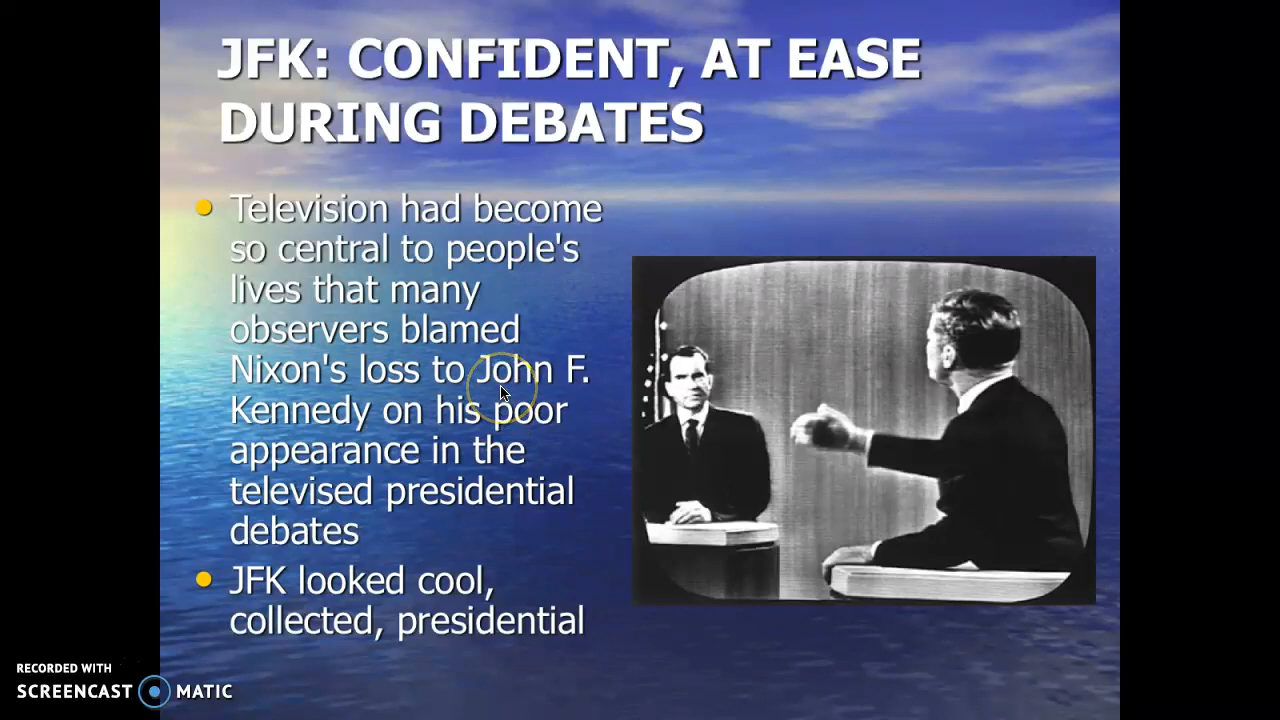 JFK: CONFIDENT, AT EASE
DURING DEBATES
Television had become
so central to people's
lives that many
observers blamed
Nixon's loss to John F.
Kennedy on his poor
appearance in the
televised presidential
debates
JFK looked cool,
collected, presidential
RECORDED WITH
SCREENCAST MATIC